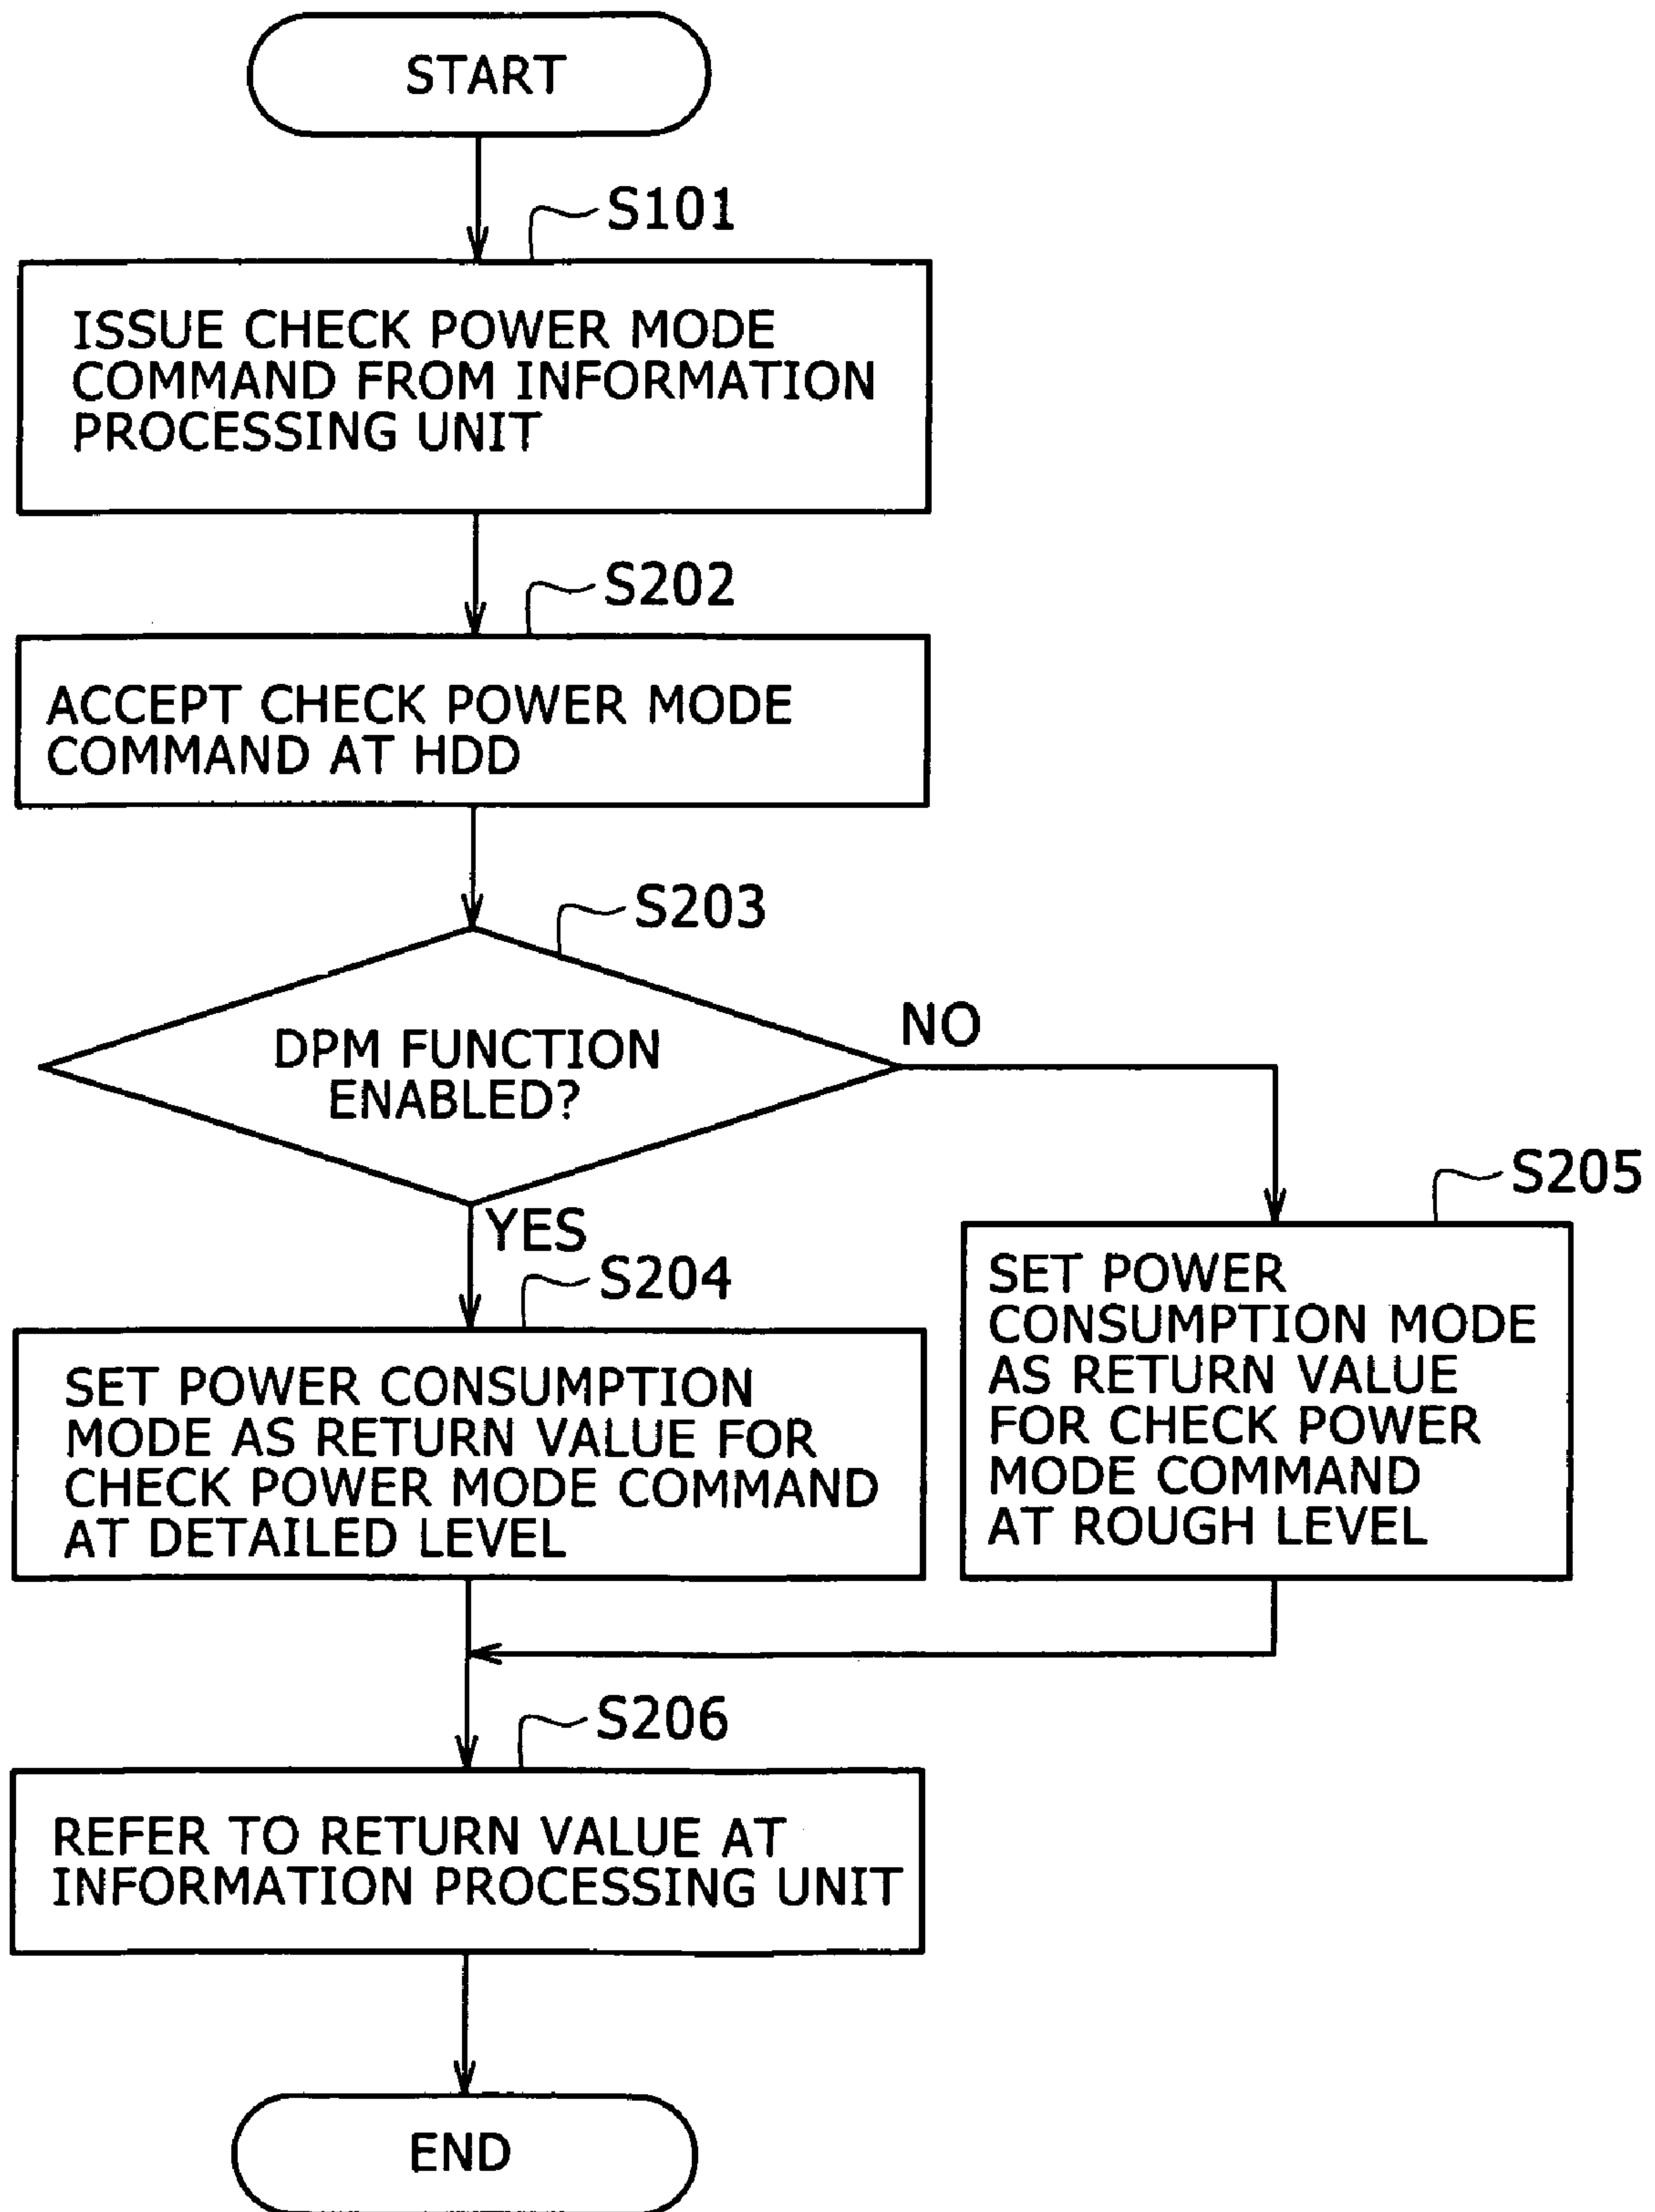 START
S101
ISSUE CHECK POWER MODE
COMMAND FROM INFORMATION
PROCESSING UNIT
S202
ACCEPT CHECK POWER MODE
COMMAND AT HDD
S203
DPM FUNCTION
ENABLED?
NO
YES
S204
SET POWER CONSUMPTION
MODE AS RETURN VALUE FOR
CHECK POWER MODE COMMAND
AT DETAILED LEVEL
S205
SET POWER
CONSUMPTION MODE
AS RETURN VALUE
FOR CHECK POWER
MODE COMMAND
AT ROUGH LEVEL
S206
REFER TO RETURN VALUE AT
INFORMATION PROCESSING UNIT
END